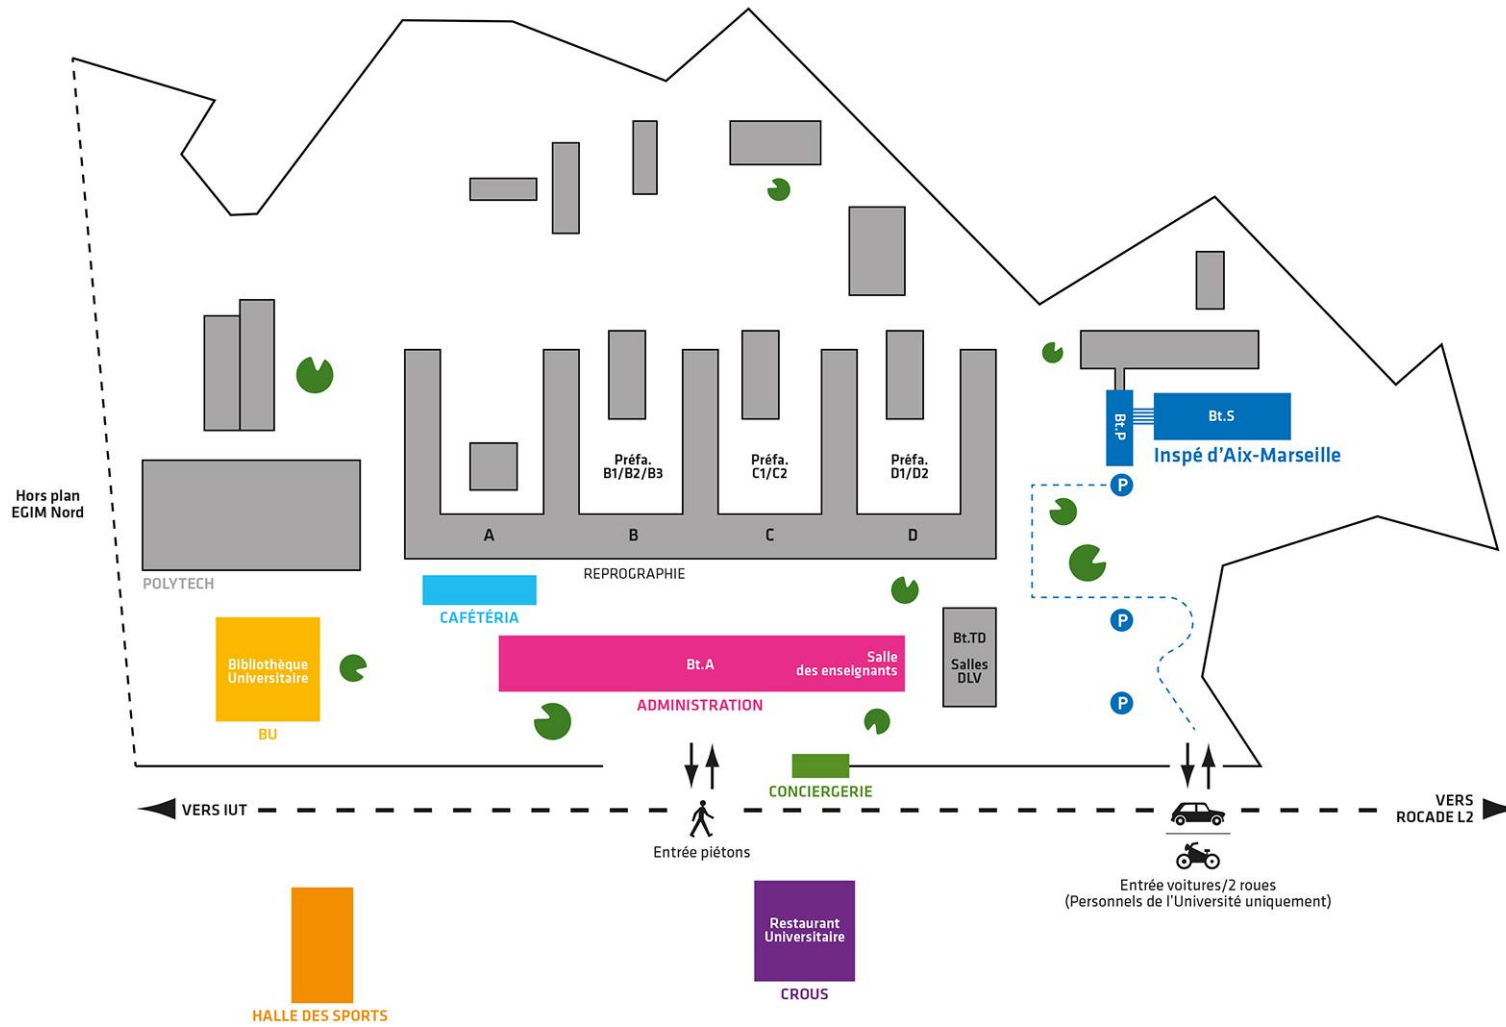 Bt.P
Bt.S
Inspé d'Aix-Marseille
Préfa.
B1/B2/B3
Préfa.
C1/C2
Préfa.
D1/D2
P
Hors plan
EGIM Nord
A
B
C
D
REPROGRAPHIE
POLYTECH
CAFÉTÉRIA
P
Bibliothèque
Universitaire
BU
Bt.A
Salle
des enseignants
ADMINISTRATION
Bt.TD
Salles
DLV
P
CONCIERGERIE
VERS IUT
VERS
ROCADE L2
Entrée piétons
Entrée voitures/2 roues
(Personnels de l'Université uniquement)
Restaurant
Universitaire
CROUS
HALLE DES SPORTS